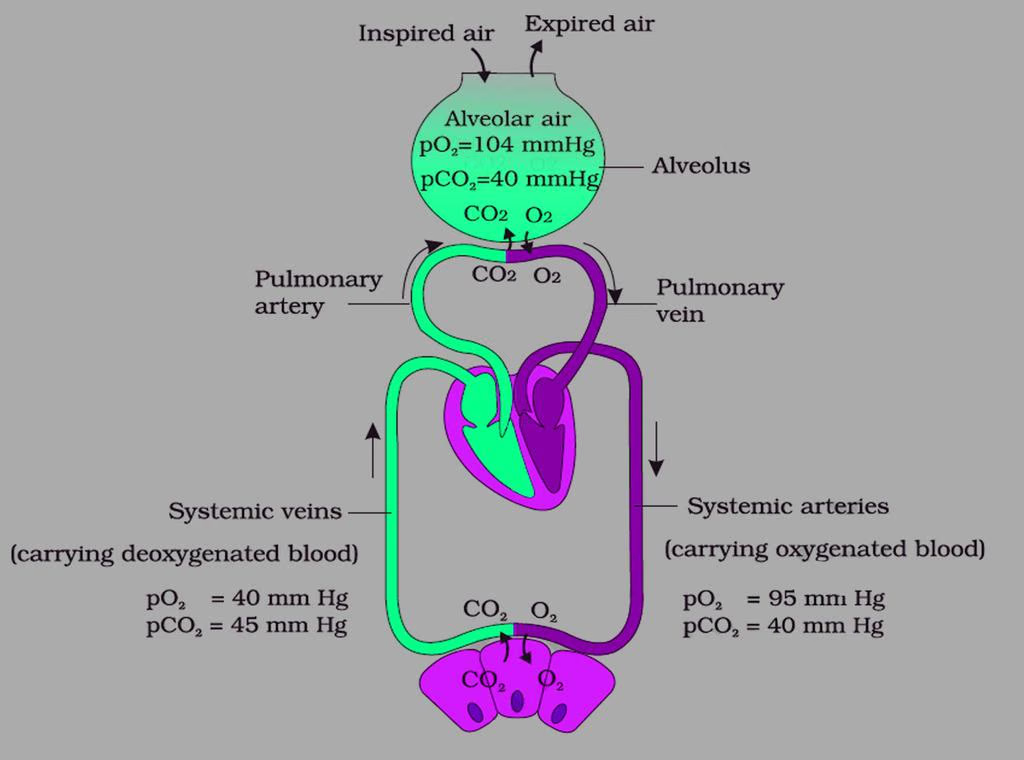 Inspired air
Expired air
Alveolar air
pO₂=104 mmHg
pCO₂=40 mmHg
Alveolus
CO2 O2
CO2 O2
Pulmonary
artery
Pulmonary
vein
Systemic veins
(carrying deoxygenated blood)
pO₂ = 40 mm Hg
pCO₂ = 45 mm Hg
Systemic arteries
(carrying oxygenated blood)
pO₂ = 95 mm Hg
pCO₂ = 40 mm Hg
CO₂ O₂
CO₂ O₂